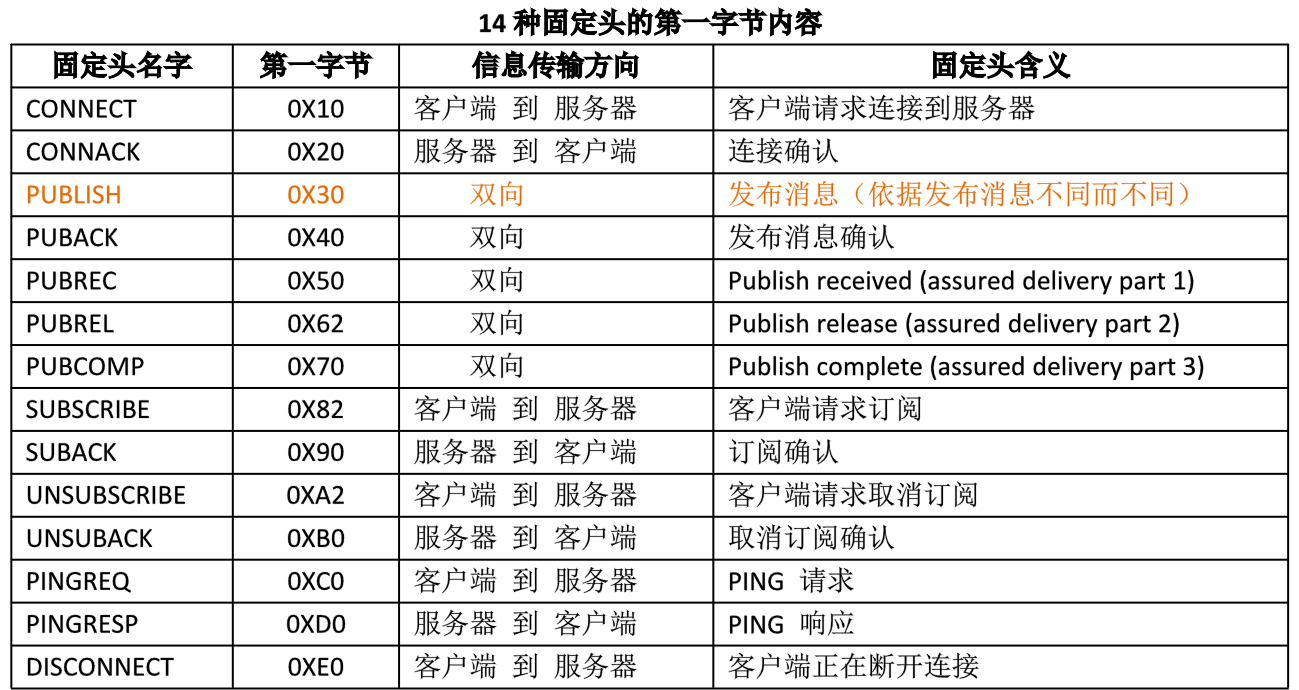 14 种固定头的第一字节内容
固定头名字 第一字节 信息传输方向 固定头含义
CONNECT 0X10 客户端 到 服务器 客户端请求连接到服务器
CONNACK 0X20 服务器 到 客户端 连接确认
PUBLISH 0X30 双向 发布消息（依据发布消息不同而不同）
PUBACK 0X40 双向 发布消息确认
PUBREC 0X50 双向 Publish received (assured delivery part 1)
PUBREL 0X62 双向 Publish release (assured delivery part 2)
PUBCOMP 0X70 双向 Publish complete (assured delivery part 3)
SUBSCRIBE 0X82 客户端 到 服务器 客户端请求订阅
SUBACK 0X90 服务器 到 客户端 订阅确认
UNSUBSCRIBE 0XA2 客户端 到 服务器 客户端请求取消订阅
UNSUBACK 0XB0 服务器 到 客户端 取消订阅确认
PINGREQ 0XC0 客户端 到 服务器 PING 请求
PINGRESP 0XD0 服务器 到 客户端 PING 响应
DISCONNECT 0XE0 客户端 到 服务器 客户端正在断开连接